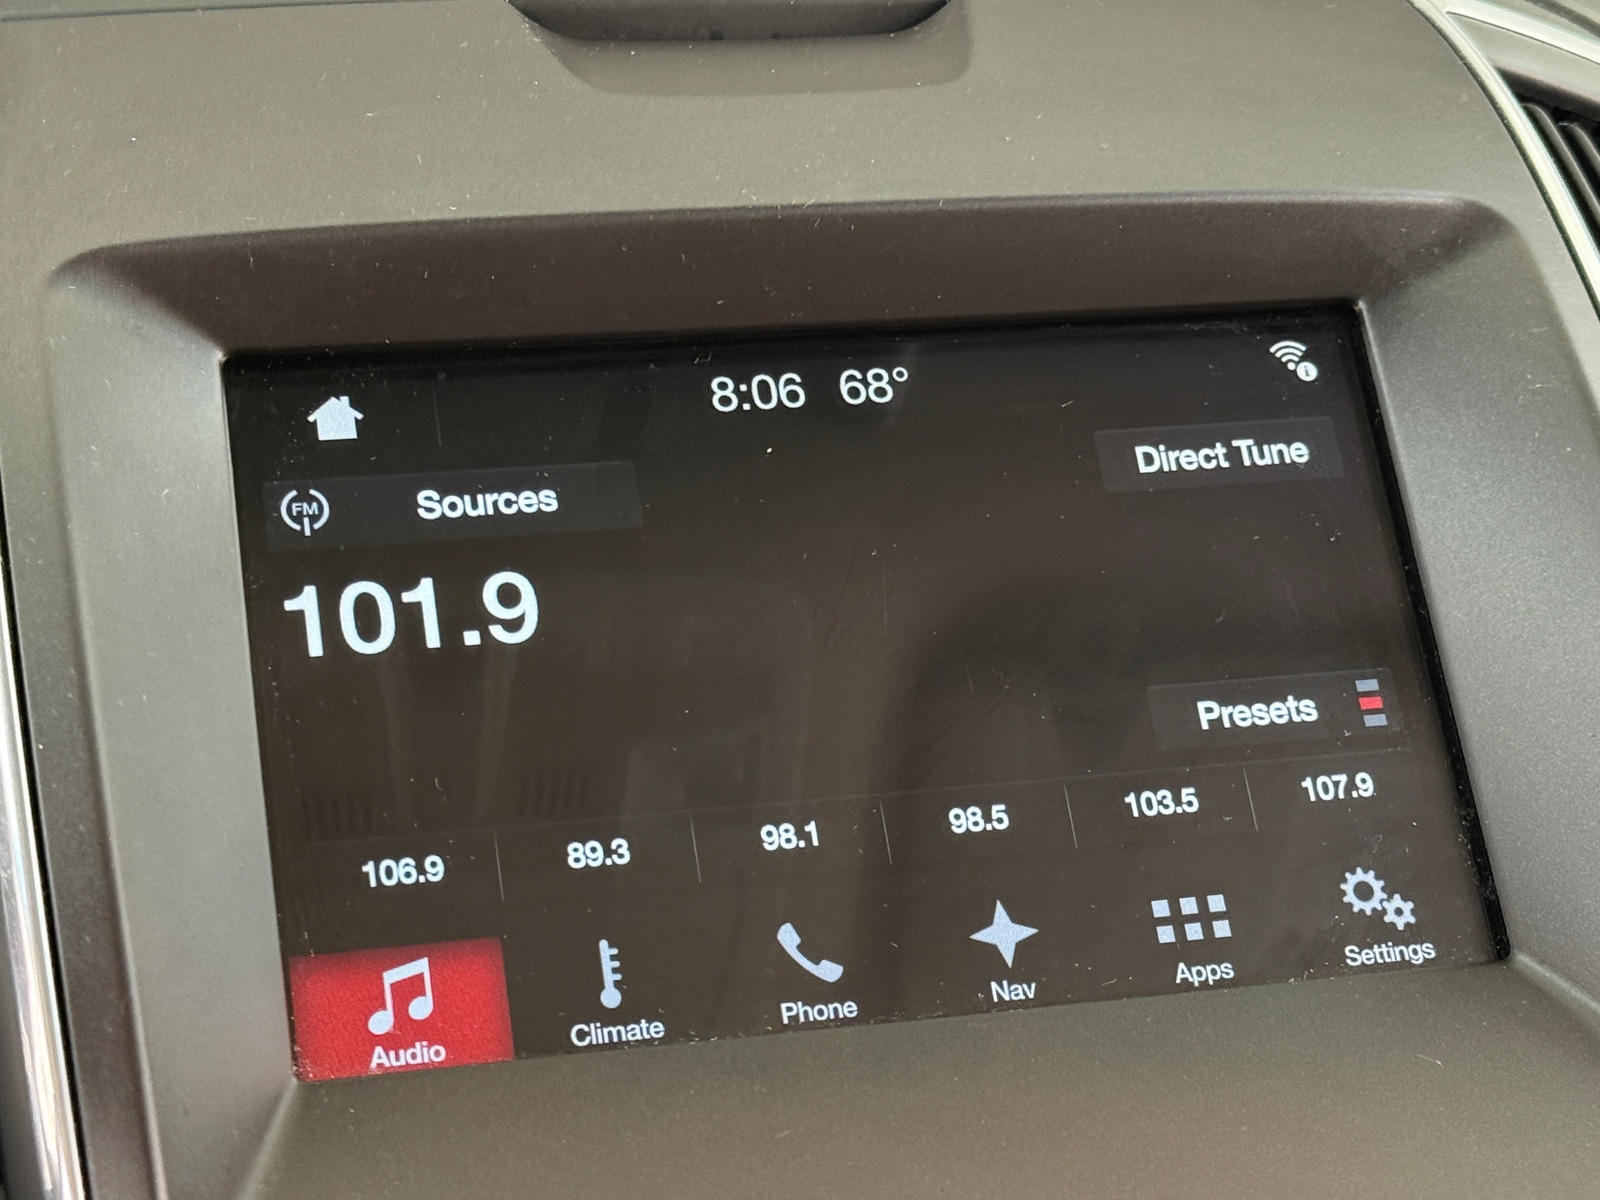 8:06 68°
Direct Tune
FM Sources
101.9
Presets
106.9 89.3 98.1 98.5 103.5 107.9
Audio Climate Phone Nav Apps Settings